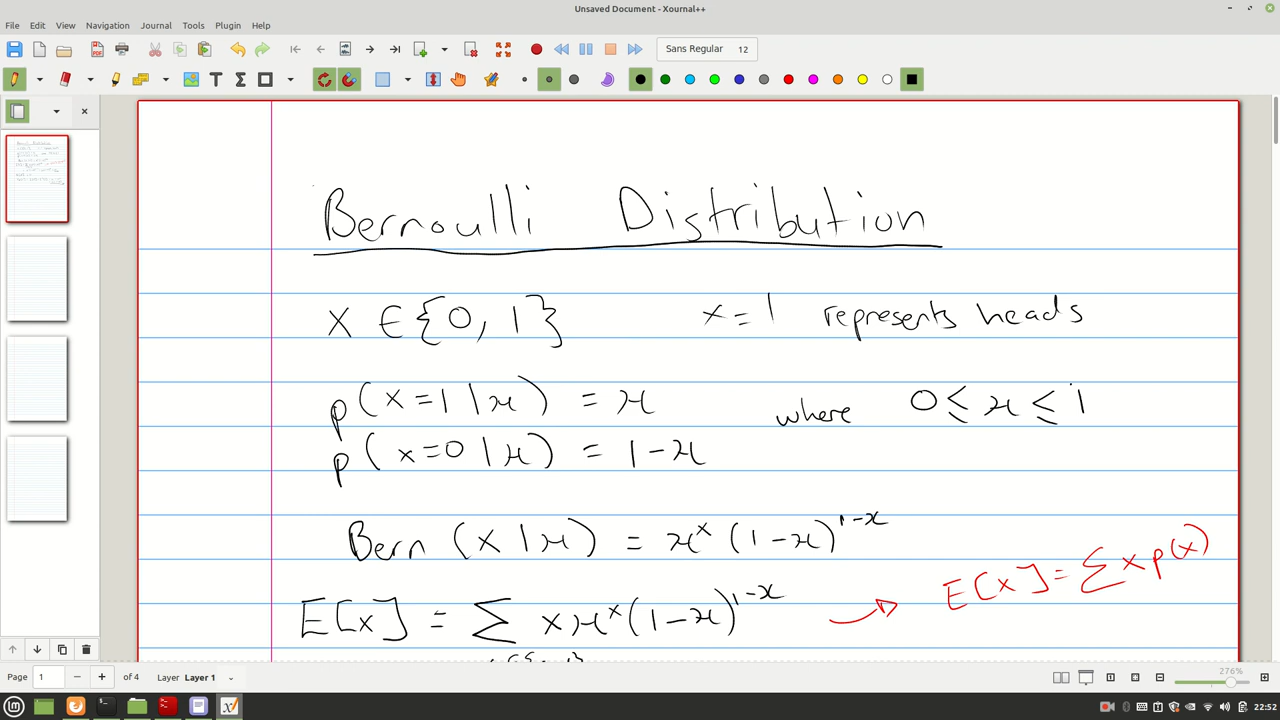 Unsaved Document - Xournal++
File Edit View Navigation Journal Tools Plugin Help
Sans Regular 12
Bernoulli Distribution
x ∈ {0, 1} x = 1 represents heads
p(x=1|μ) = μ where 0 ≤ μ ≤ 1
p(x=0|μ) = 1-μ
Bern (x|μ) = μ^x (1-μ)^1-x
E[x] = Σ x p(x)
E[x] = Σ x μ^x (1-μ)^1-x
Page 1 of 4 Layer Layer 1
276%
22:52